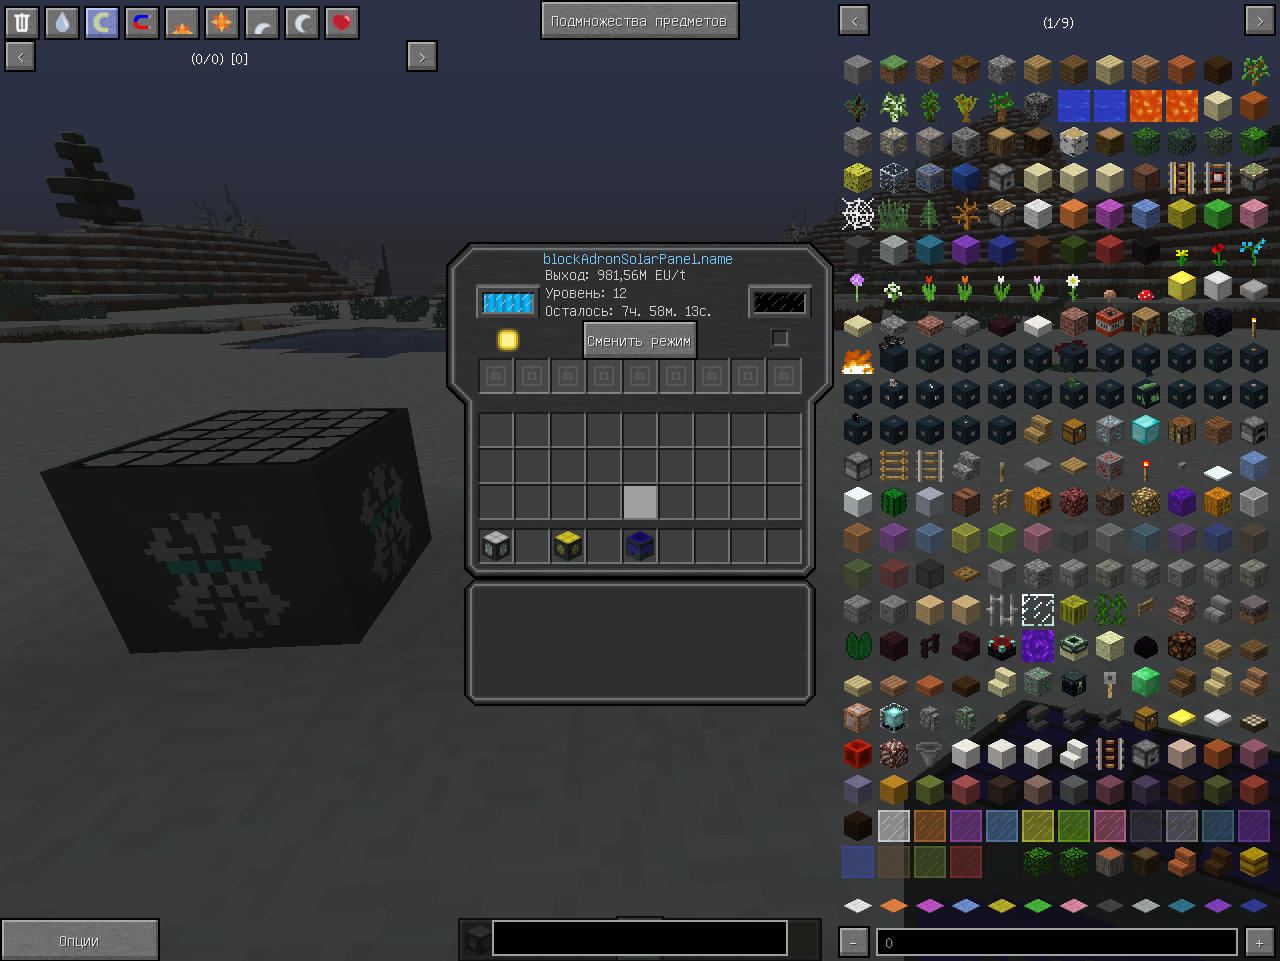 Подмножества предметов
<
(1/9)
>
<
(0/0) [0]
>
blockAdronSolarPanel.name
Выход: 981,56M EU/t
Уровень: 12
Осталось: 7ч. 58м. 13с.
Сменить режим
Опции
-
0
+